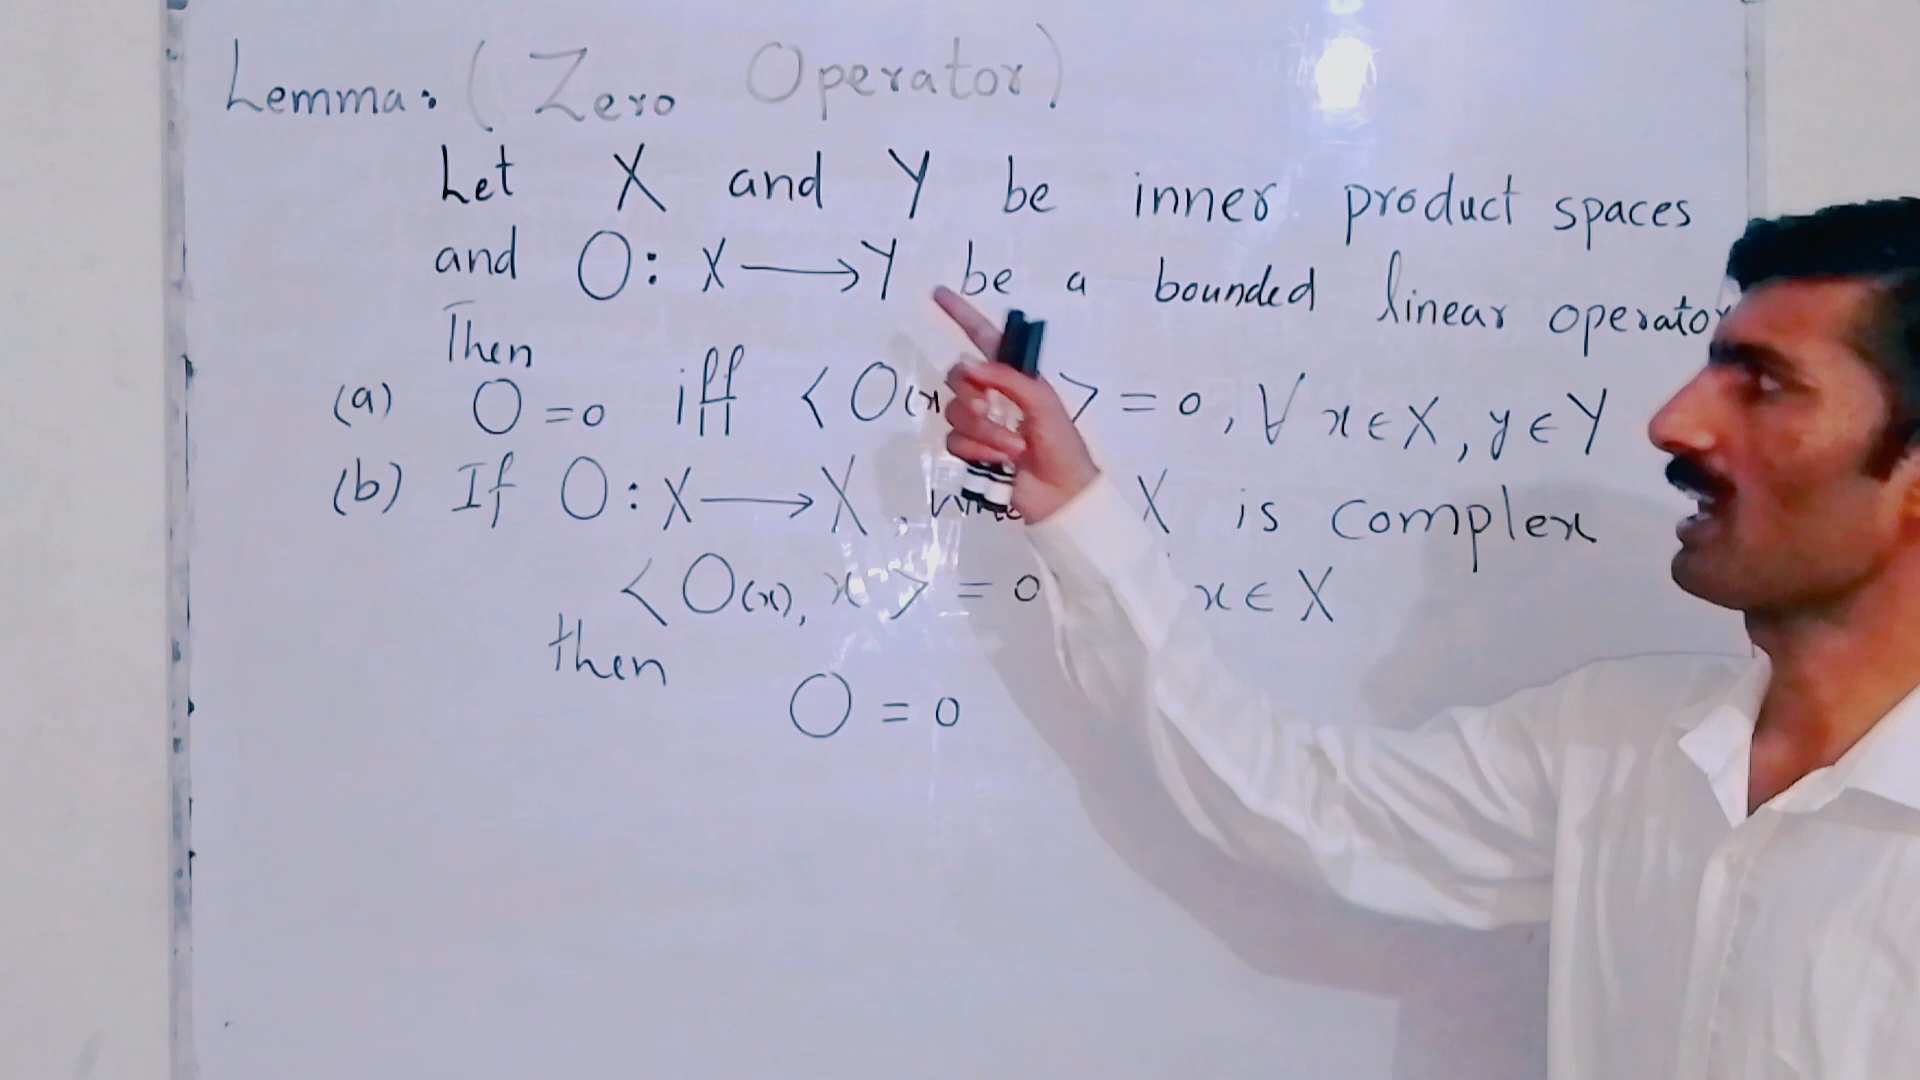 Lemma: (Zero Operator)
Let X and Y be inner product spaces
and O: X → Y be a bounded linear operator
Then
(a) O = 0 iff < O(x > = 0, ∀ x ∈ X, y ∈ Y
(b) If O: X → X, X is complex
< O(x), x > = 0 x ∈ X
then
O = 0